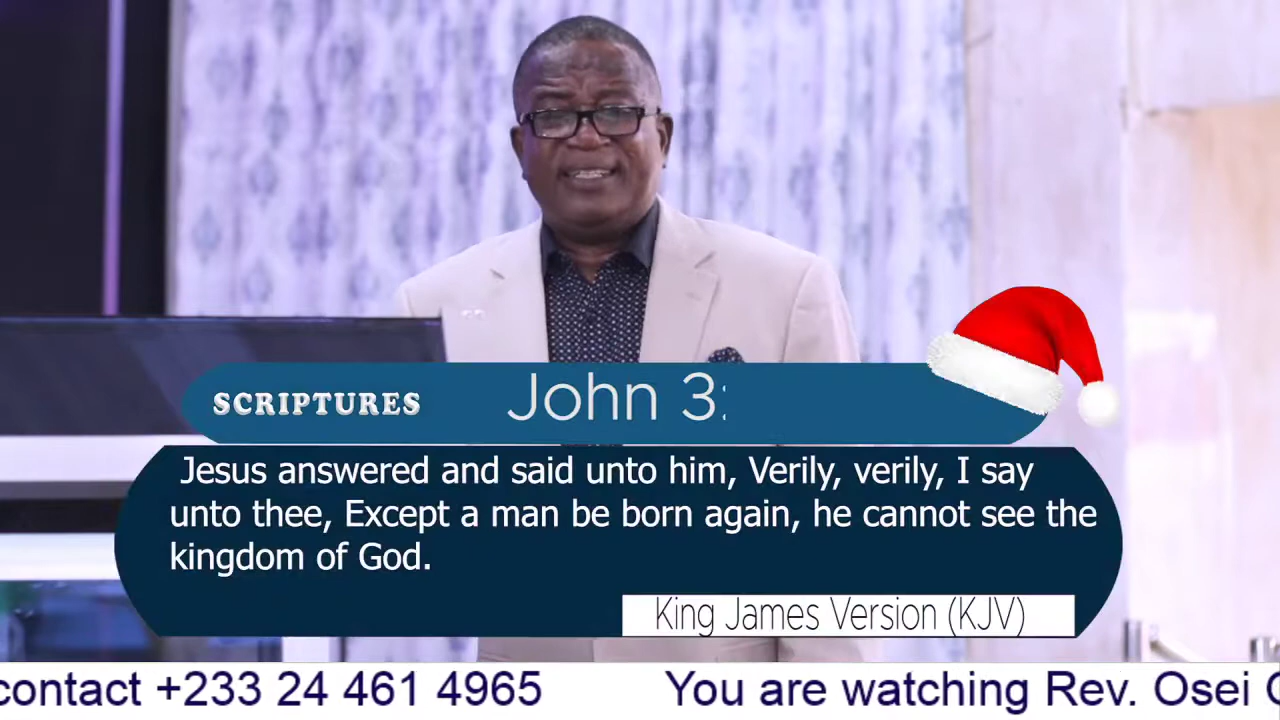 SCRIPTURES
John 3:
Jesus answered and said unto him, Verily, verily, I say
unto thee, Except a man be born again, he cannot see the
kingdom of God.
King James Version (KJV)
contact +233 24 461 4965 You are watching Rev. Osei